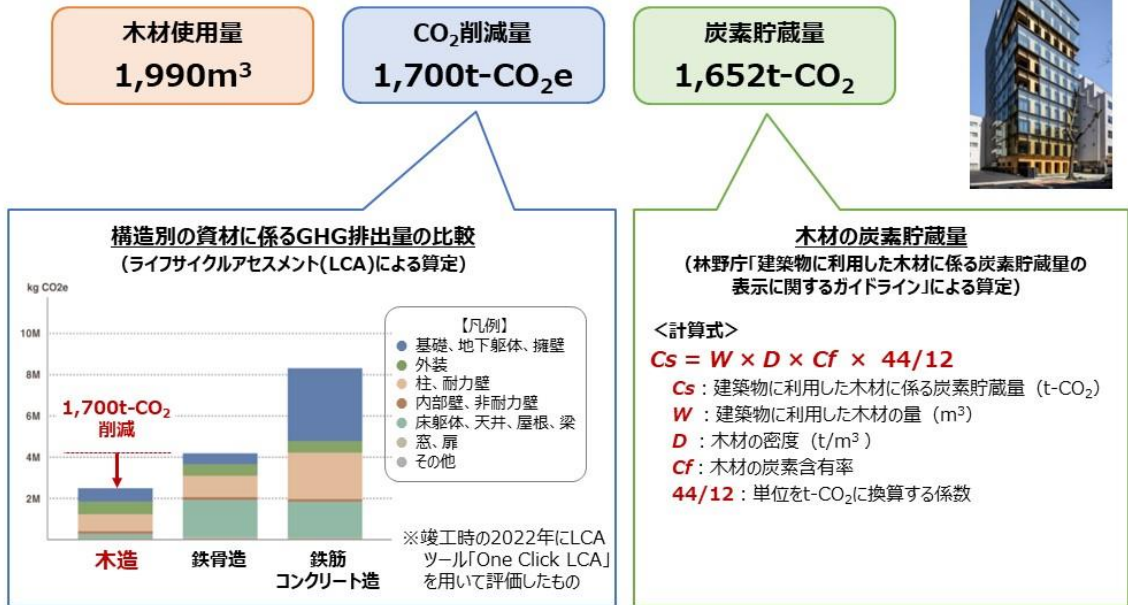 木材使用量
1,990m³
CO₂削減量
1,700t-CO₂e
炭素貯蔵量
1,652t-CO₂
構造別の資材に係るGHG排出量の比較
(ライフサイクルアセスメント(LCA)による算定)
kg CO2e
10M
8M
6M
4M
2M
1,700t-CO₂
削減
【凡例】
基礎、地下躯体、擁壁
外装
柱、耐力壁
内部壁、非耐力壁
床躯体、天井、屋根、梁
窓、扉
その他
木造
鉄骨造
鉄筋
コンクリート造
※竣工時の2022年にLCA
ツール「One Click LCA」
を用いて評価したもの
木材の炭素貯蔵量
(林野庁「建築物に利用した木材に係る炭素貯蔵量の
表示に関するガイドライン」による算定)
<計算式>
Cs = W × D × Cf × 44/12
Cs：建築物に利用した木材に係る炭素貯蔵量（t-CO₂）
W：建築物に利用した木材の量（m³）
D：木材の密度（t/m³）
Cf：木材の炭素含有率
44/12：単位をt-CO₂に換算する係数